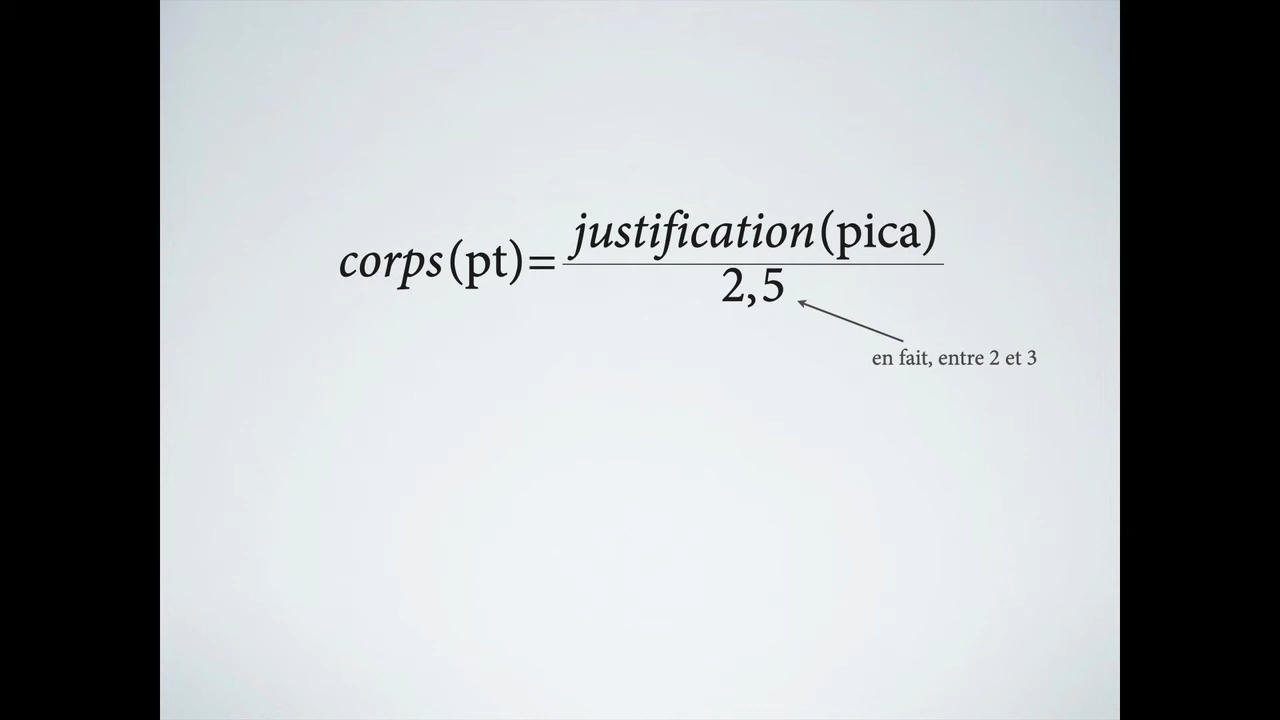 corps(pt)=
justification(pica)
2,5
en fait, entre 2 et 3